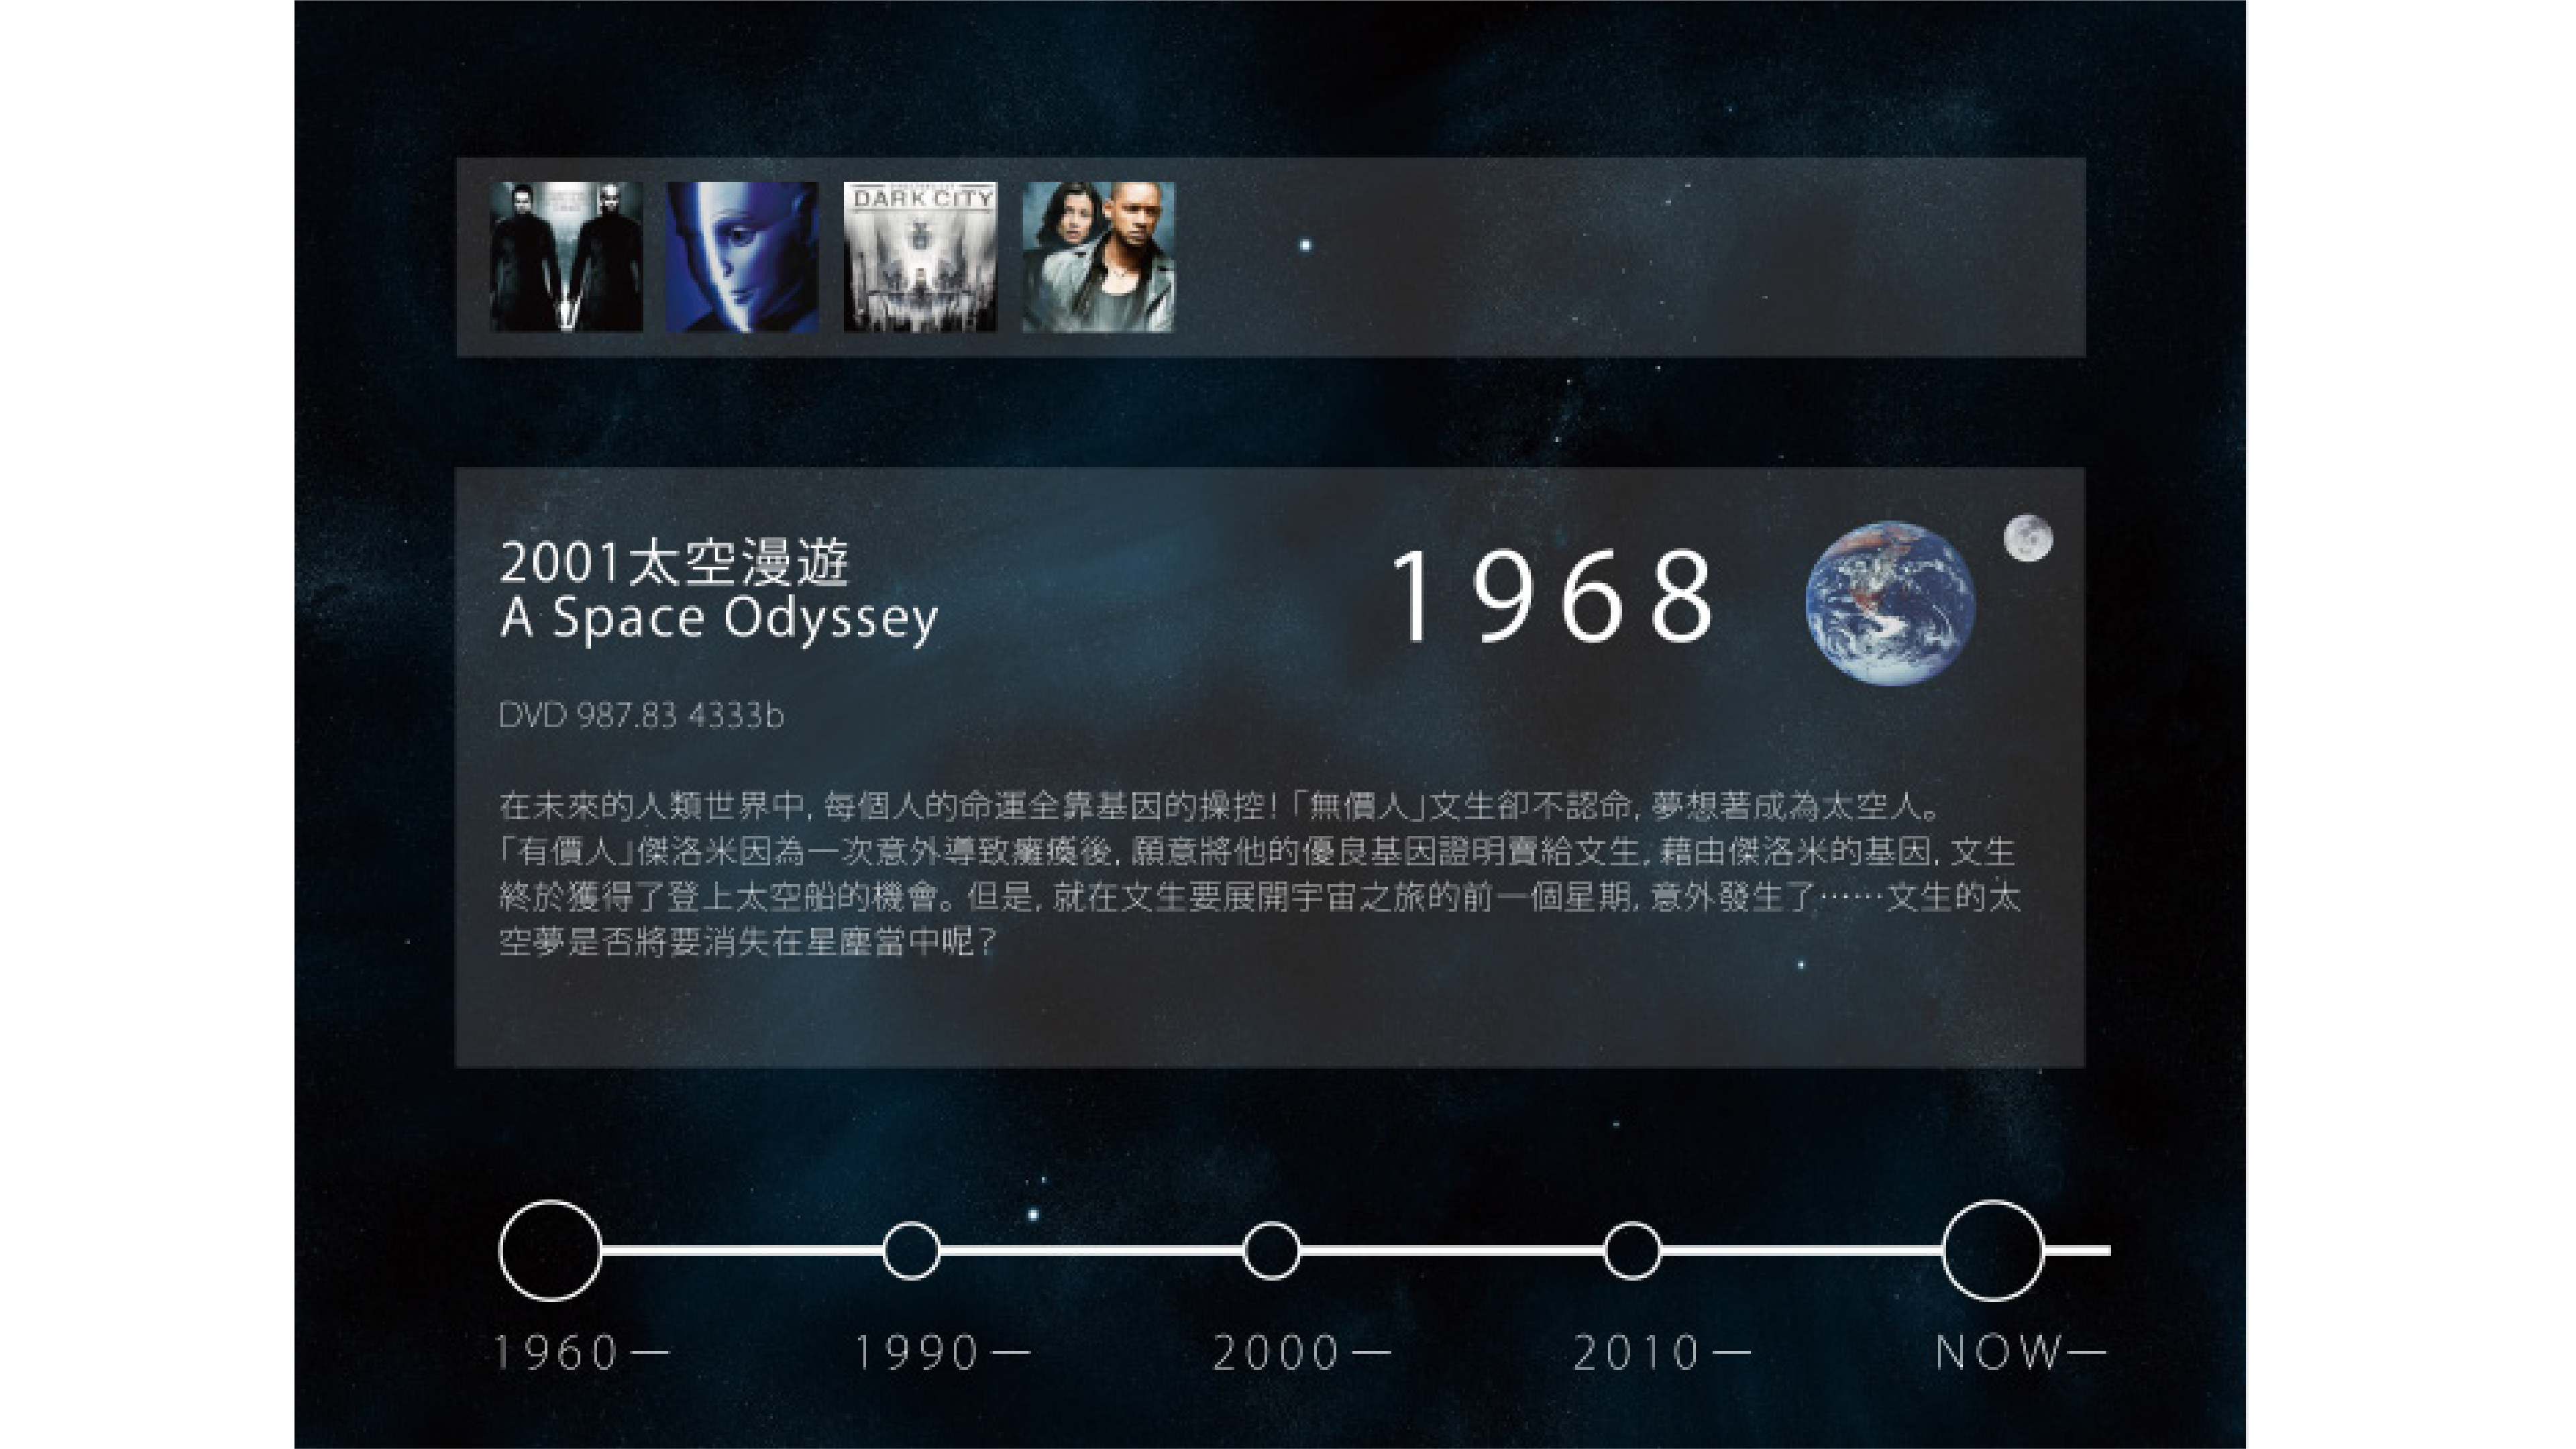 DARK CITY
2001太空漫遊
A Space Odyssey
1968
DVD 987.83 4333b
在未來的人類世界中, 每個人的命運全靠基因的操控!「無價人」文生卻不認命, 夢想著成為太空人。
「有價人」傑洛米因為一次意外導致癱瘓後, 願意將他的優良基因證明賣給文生, 藉由傑洛米的基因, 文生
終於獲得了登上太空船的機會。但是, 就在文生要展開宇宙之旅的前一個星期, 意外發生了……文生的太
空夢是否將要消失在星塵當中呢?
1960—
1990—
2000—
2010—
NOW—